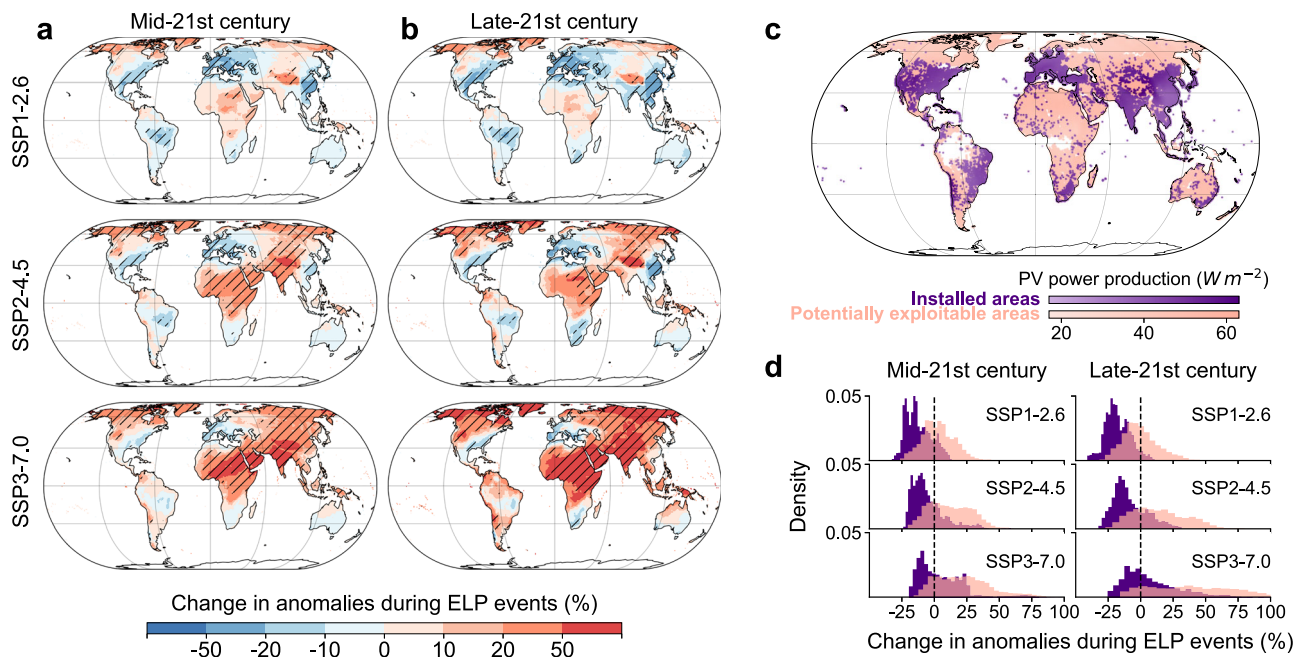 a
Mid-21st century
b
Late-21st century
SSP1-2.6
SSP2-4.5
SSP3-7.0
Change in anomalies during ELP events (%)
-50 -20 -10 0 10 20 50
c
PV power production (W m⁻²)
Installed areas
Potentially exploitable areas
20 40 60
d
Mid-21st century
Late-21st century
Density
0.05
SSP1-2.6
SSP1-2.6
0.05
SSP2-4.5
SSP2-4.5
0.05
SSP3-7.0
SSP3-7.0
-25 0 25 50 75
-25 0 25 50 75 100
Change in anomalies during ELP events (%)